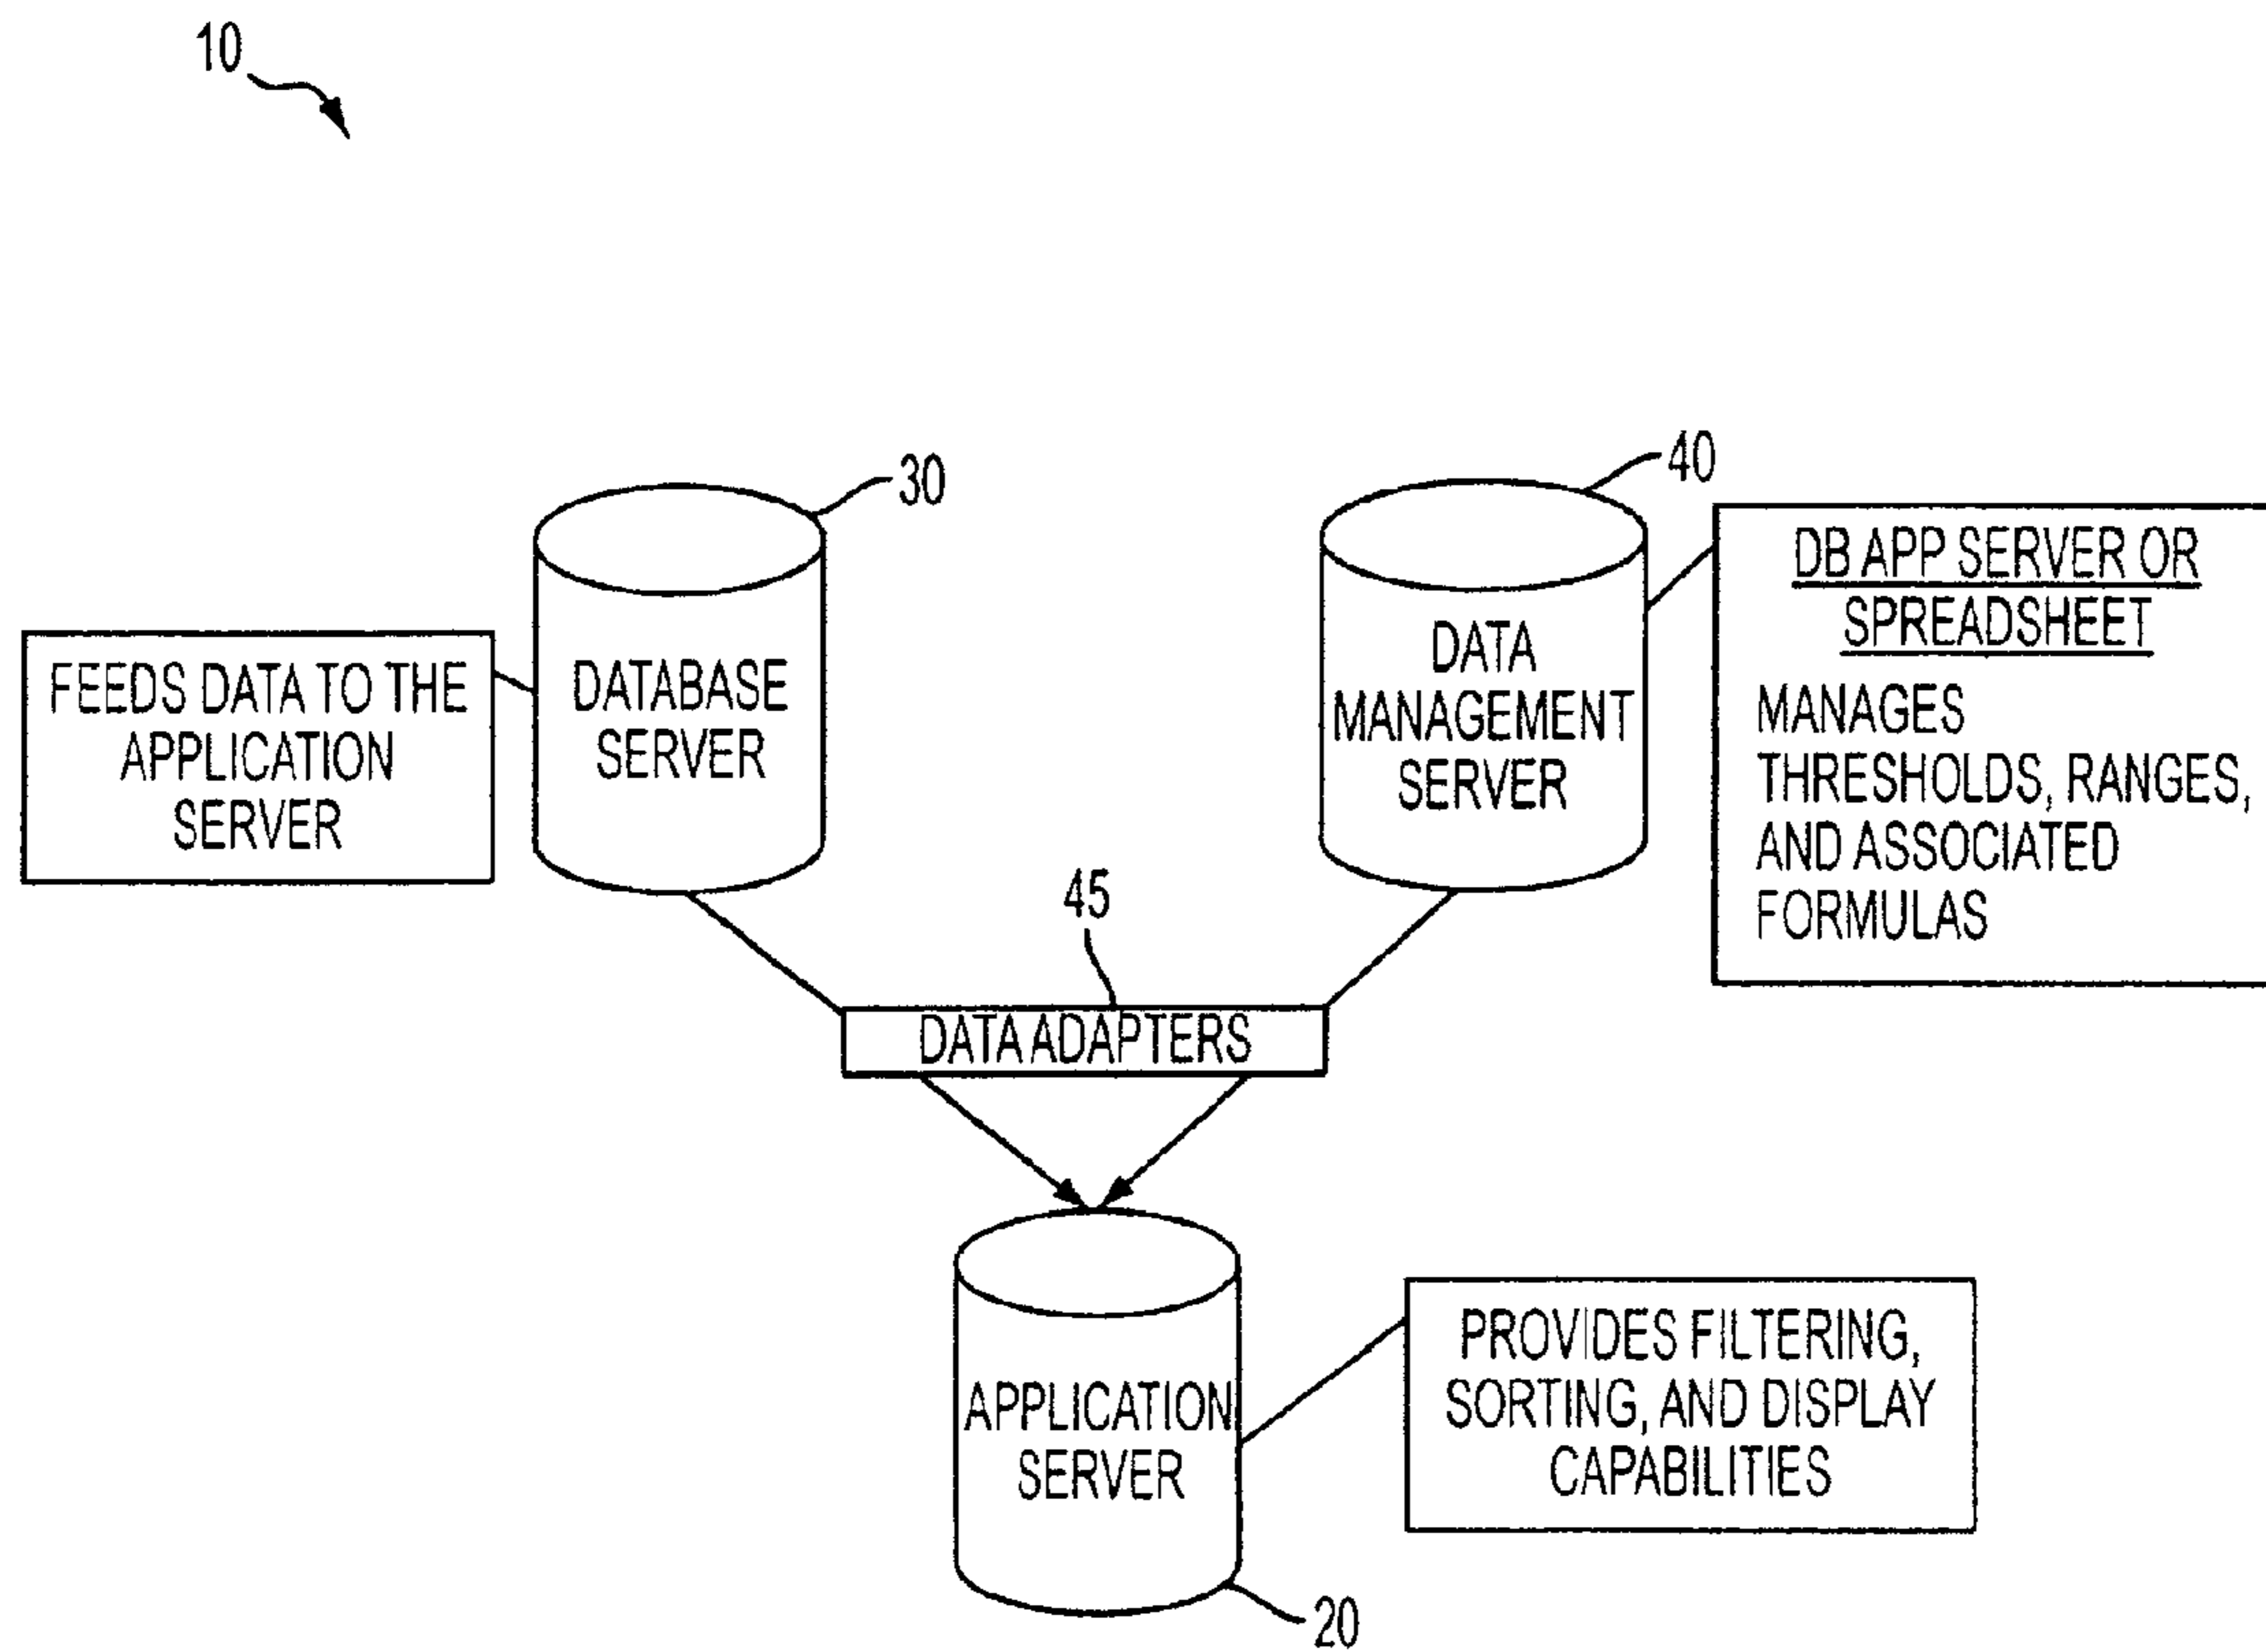 10
30
40
FEEDS DATA TO THE
APPLICATION
SERVER
DATABASE
SERVER
DATA
MANAGEMENT
SERVER
DB APP SERVER OR
SPREADSHEET
MANAGES
THRESHOLDS, RANGES,
AND ASSOCIATED
FORMULAS
45
DATA ADAPTERS
APPLICATION
SERVER
PROVIDES FILTERING,
SORTING, AND DISPLAY
CAPABILITIES
20